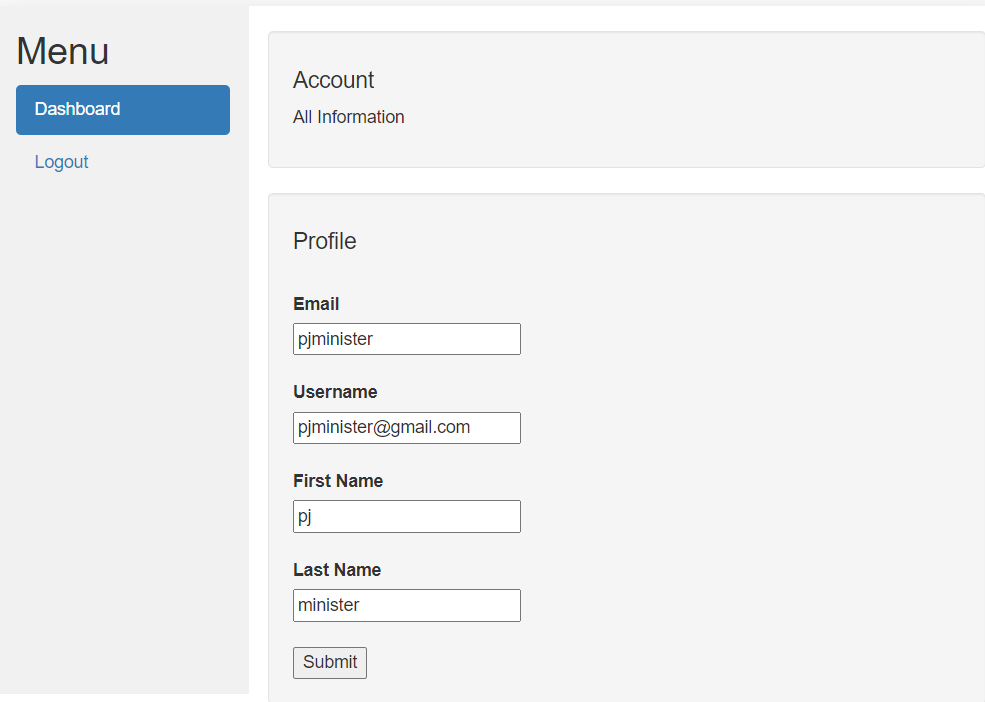 Menu
Dashboard
Logout
Account
All Information
Profile
Email
pjminister
Username
pjminister@gmail.com
First Name
pj
Last Name
minister
Submit